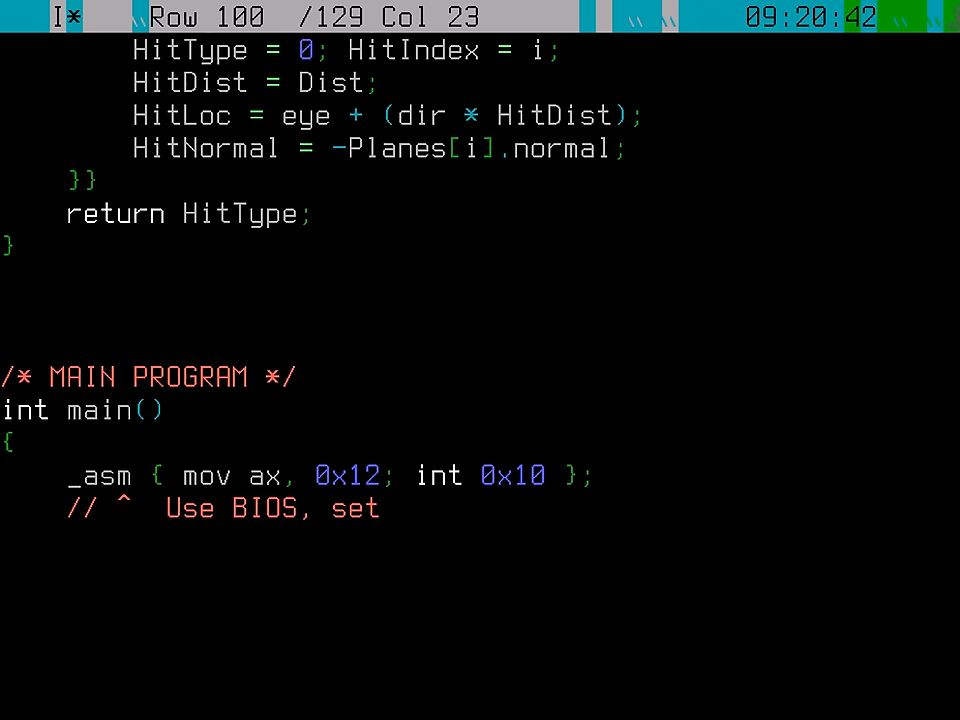 I* Row 100 /129 Col 23 09:20:42
HitType = 0; HitIndex = i;
HitDist = Dist;
HitLoc = eye + (dir * HitDist);
HitNormal = -Planes[i].normal;
}}
return HitType;
}
/* MAIN PROGRAM */
int main()
{
_asm { mov ax, 0x12; int 0x10 };
// ^ Use BIOS, set